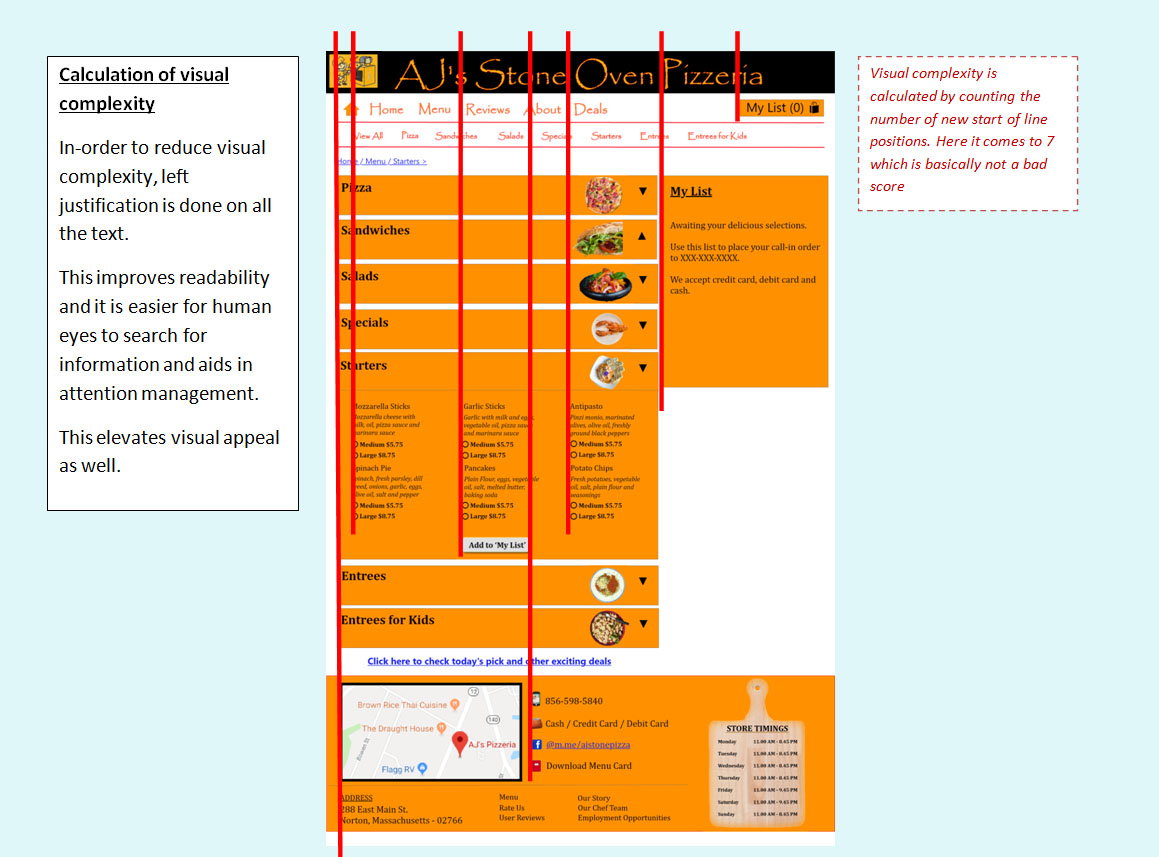 Calculation of visual
complexity
In-order to reduce visual
complexity, left
justification is done on all
the text.
This improves readability
and it is easier for human
eyes to search for
information and aids in
attention management.
This elevates visual appeal
as well.
AJ's Stone Oven Pizzeria
Home Menu Reviews About Deals
My List (0)
View All Pizza Sandwiches Salads Specials Starters Entrees Entrees for Kids
Home / Menu / Starters >
Pizza
Sandwiches
Salads
Specials
Starters
Mozzarella Sticks
Mozzarella cheese with
milk, oil, pizza sauce and
marinara sauce
Medium $5.75
Large $8.75
Garlic Sticks
Garlic with milk and eggs,
vegetable oil, pizza sauce
and marinara sauce
Medium $5.75
Large $8.75
Antipasto
Pinzi monio, marinated
olives, olive oil, freshly
ground black peppers
Medium $5.75
Large $8.75
Spinach Pie
Spinach, fresh parsley, dill
weed, onions, garlic, eggs,
olive oil, salt and pepper
Medium $5.75
Large $8.75
Pancakes
Plain Flour, eggs, vegetable
oil, salt, melted butter,
baking soda
Medium $5.75
Large $8.75
Potato Chips
Fresh potatoes, vegetable
oil, salt, plain flour and
seasonings
Medium $5.75
Large $8.75
Add to 'My List'
Entrees
Entrees for Kids
My List
Awaiting your delicious selections.
Use this list to place your call-in order
to XXX-XXX-XXXX.
We accept credit card, debit card and
cash.
Click here to check today's pick and other exciting deals
Brown Rice Thai Cuisine
12
140
The Draught House
AJ's Pizzeria
Flagg RV
856-598-5840
Cash / Credit Card / Debit Card
@m.me/ajstonepizza
Download Menu Card
STORE TIMINGS
Monday 11.00 AM - 8.45 PM
Tuesday 11.00 AM - 8.45 PM
Wednesday 11.00 AM - 8.45 PM
Thursday 11.00 AM - 8.45 PM
Friday 11.00 AM - 9.45 PM
Saturday 11.00 AM - 9.45 PM
Sunday 11.00 AM - 8.45 PM
ADDRESS
288 East Main St.
Norton, Massachusetts - 02766
Menu
Rate Us
User Reviews
Our Story
Our Chef Team
Employment Opportunities
Visual complexity is
calculated by counting the
number of new start of line
positions. Here it comes to 7
which is basically not a bad
score